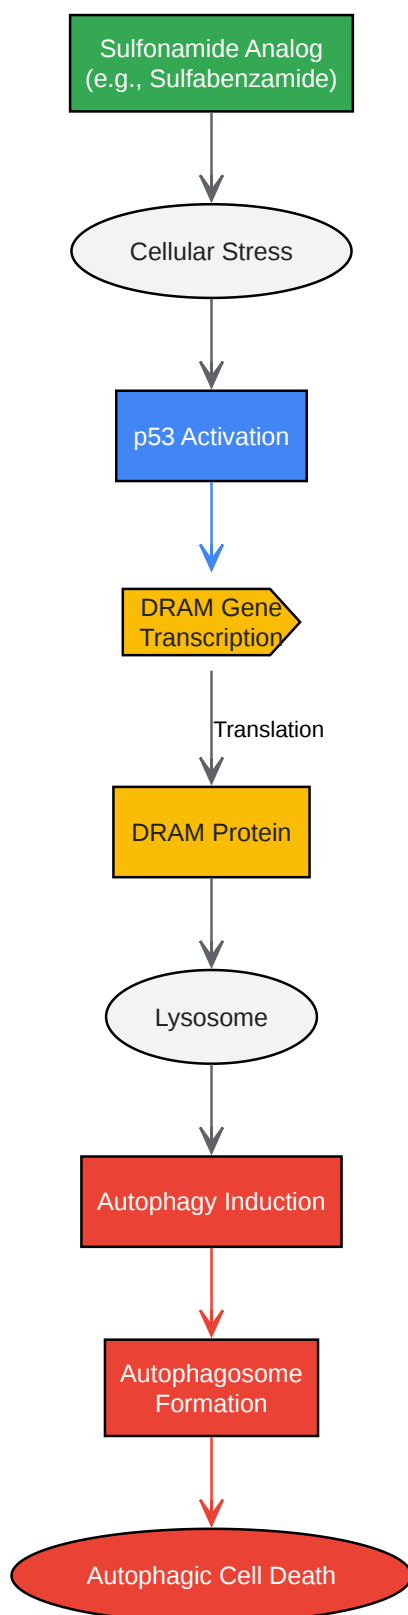 Sulfonamide Analog
(e.g., Sulfabenzamide)
Cellular Stress
p53 Activation
DRAM Gene
Transcription
Translation
DRAM Protein
Lysosome
Autophagy Induction
Autophagosome
Formation
Autophagic Cell Death